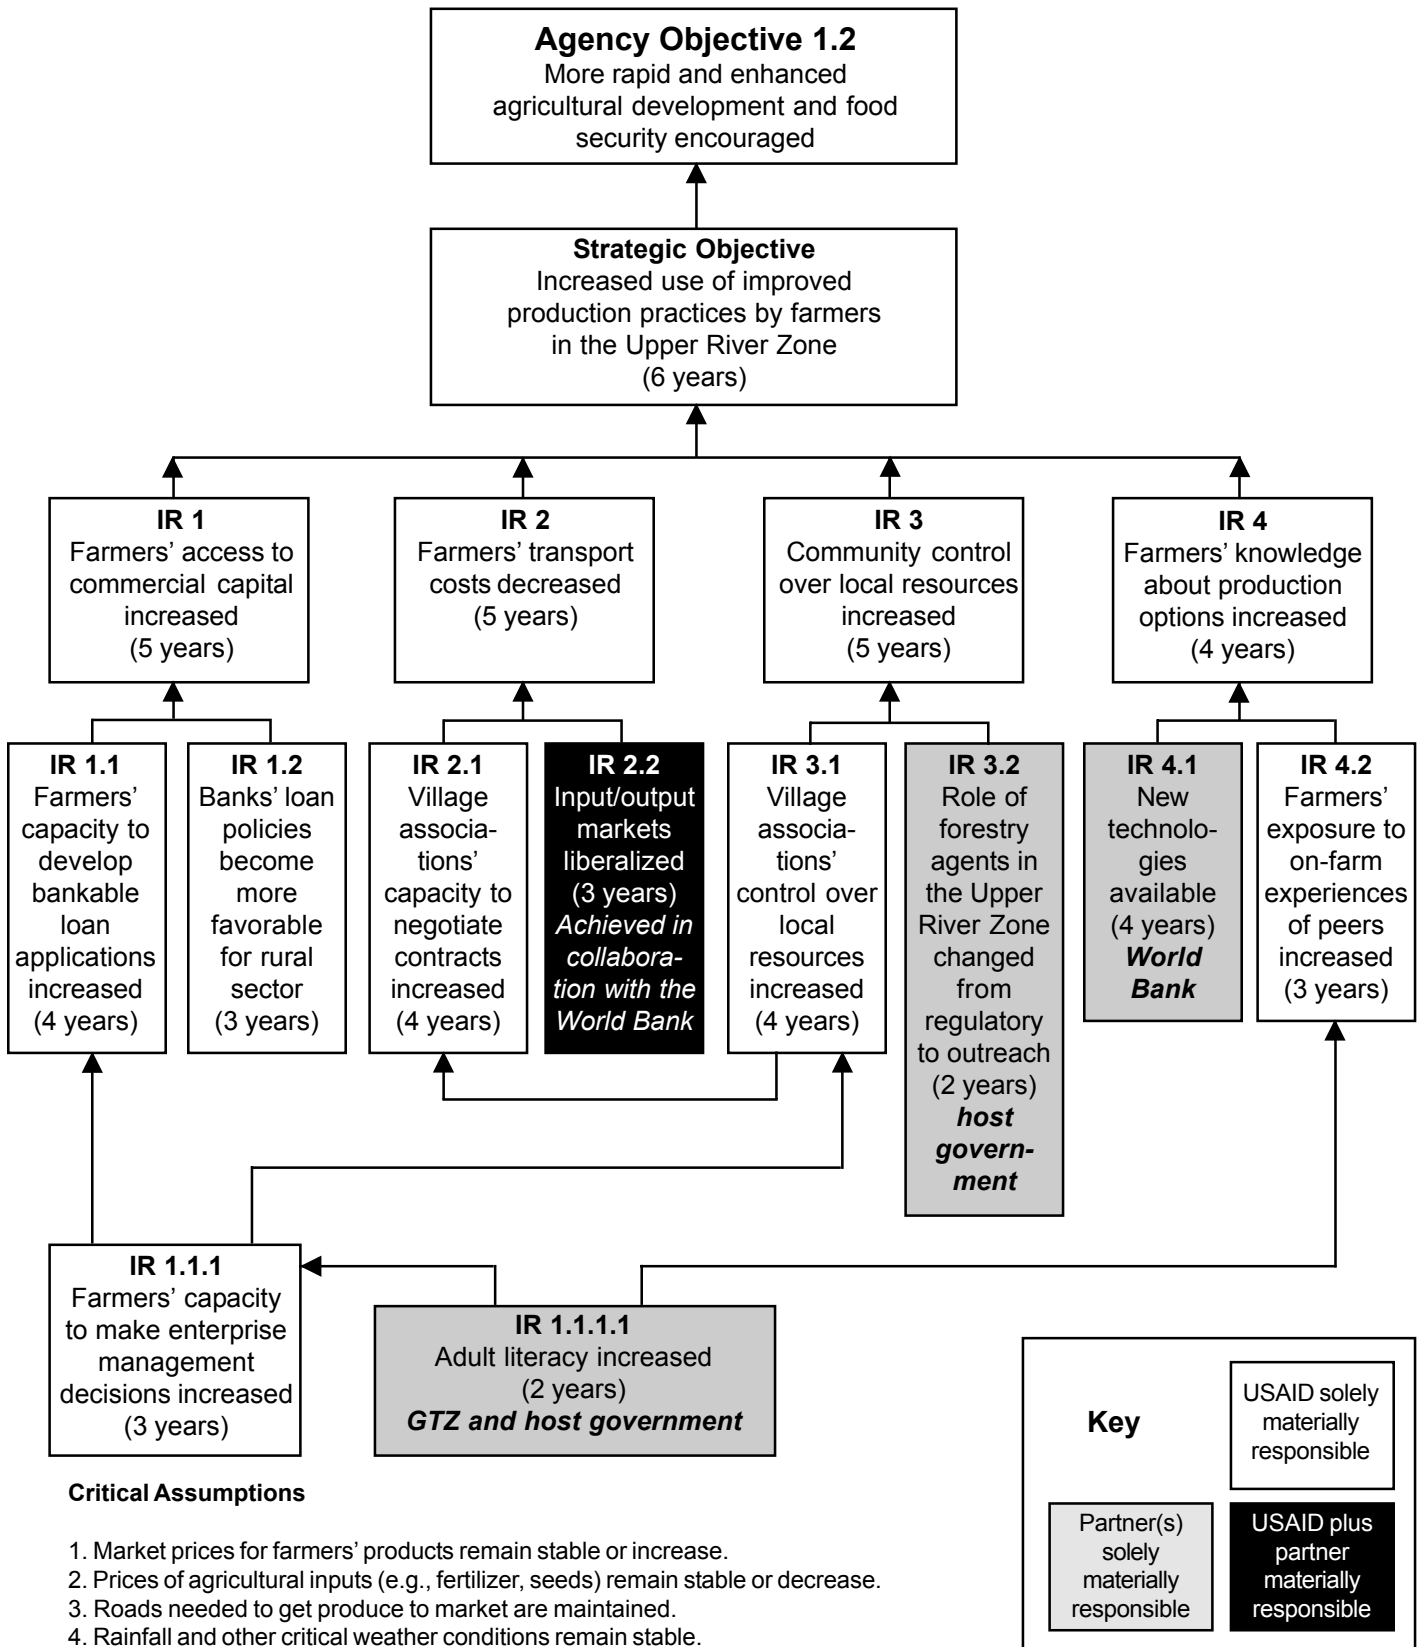 Agency Objective 1.2
More rapid and enhanced
agricultural development and food
security encouraged
Strategic Objective
Increased use of improved
production practices by farmers
in the Upper River Zone
(6 years)
IR 1
Farmers’ access to
commercial capital
increased
(5 years)
IR 2
Farmers’ transport
costs decreased
(5 years)
IR 3
Community control
over local resources
increased
(5 years)
IR 4
Farmers’ knowledge
about production
options increased
(4 years)
IR 1.1
Farmers’
capacity to
develop
bankable
loan
applications
increased
(4 years)
IR 1.2
Banks’ loan
policies
become
more
favorable
for rural
sector
(3 years)
IR 2.1
Village
associa-
tions’
capacity to
negotiate
contracts
increased
(4 years)
IR 2.2
Input/output
markets
liberalized
(3 years)
Achieved in
collabora-
tion with the
World Bank
IR 3.1
Village
associa-
tions’
control over
local
resources
increased
(4 years)
IR 3.2
Role of
forestry
agents in
the Upper
River Zone
changed
from
regulatory
to outreach
(2 years)
host
govern-
ment
IR 4.1
New
technolo-
gies
available
(4 years)
World
Bank
IR 4.2
Farmers’
exposure to
on-farm
experiences
of peers
increased
(3 years)
IR 1.1.1
Farmers’ capacity
to make enterprise
management
decisions increased
(3 years)
IR 1.1.1.1
Adult literacy increased
(2 years)
GTZ and host government
Key
USAID solely
materially
responsible
Partner(s)
solely
materially
responsible
USAID plus
partner
materially
responsible
Critical Assumptions
1. Market prices for farmers’ products remain stable or increase.
2. Prices of agricultural inputs (e.g., fertilizer, seeds) remain stable or decrease.
3. Roads needed to get produce to market are maintained.
4. Rainfall and other critical weather conditions remain stable.